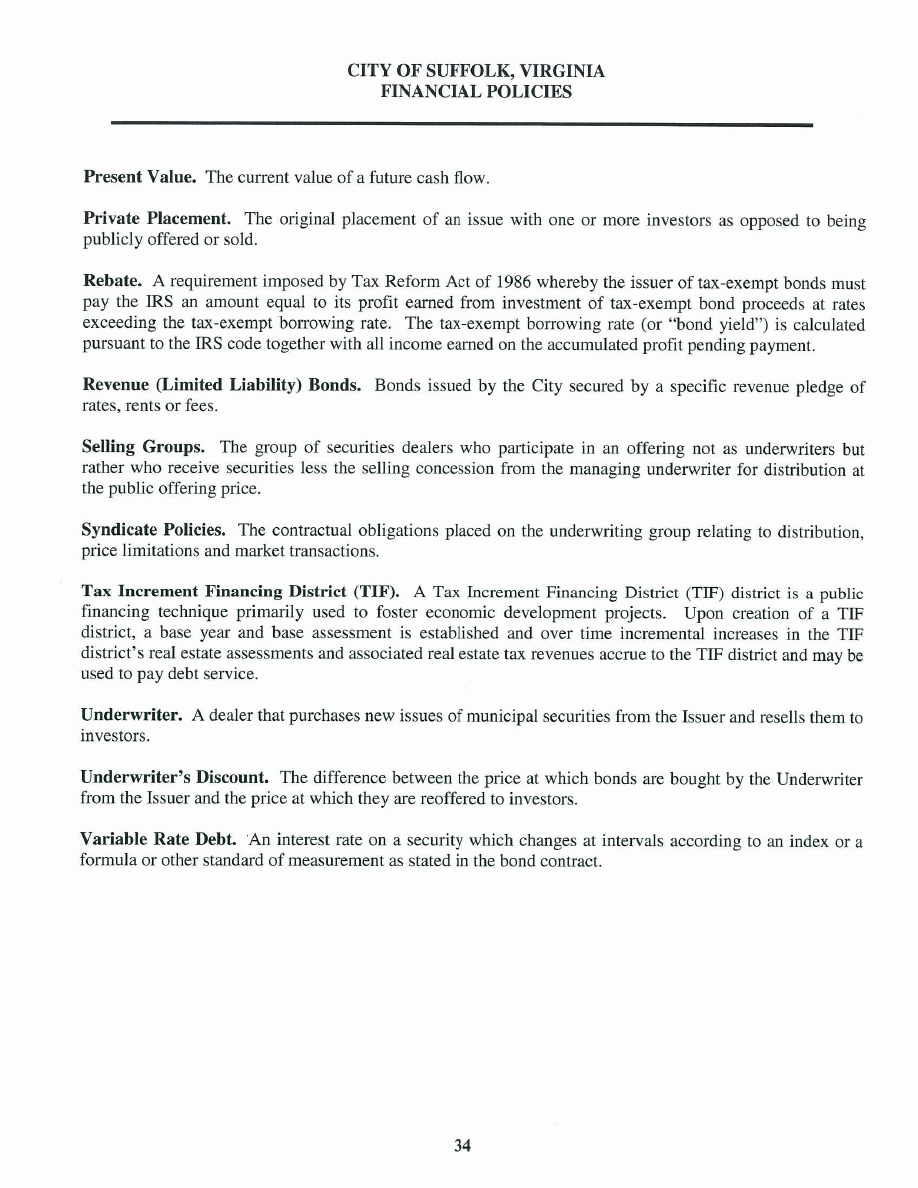 CITY OF SUFFOLK, VIRGINIA
FINANCIAL POLICIES
Present Value. The current value of a future cash flow.
Private Placement. The original placement of an issue with one or more investors as opposed to being
publicly offered or sold.
Rebate. A requirement imposed by Tax Reform Act of 1986 whereby the issuer of tax-exempt bonds must
pay the IRS an amount equal to its profit earned from investment of tax-exempt bond proceeds at rates
exceeding the tax-exempt borrowing rate. The tax-exempt borrowing rate (or “bond yield”) is calculated
pursuant to the IRS code together with all income earned on the accumulated profit pending payment.
Revenue (Limited Liability) Bonds. Bonds issued by the City secured by a specific revenue pledge of
rates, rents or fees.
Selling Groups. The group of securities dealers who participate in an offering not as underwriters but
rather who receive securities less the selling concession from the managing underwriter for distribution at
the public offering price.
Syndicate Policies. The contractual obligations placed on the underwriting group relating to distribution,
price limitations and market transactions.
Tax Increment Financing District (TIF). A Tax Increment Financing District (TIF) district is a public
financing technique primarily used to foster economic development projects. Upon creation of a TIF
district, a base year and base assessment is established and over time incremental increases in the TIF
district’s real estate assessments and associated real estate tax revenues accrue to the TIF district and may be
used to pay debt service.
Underwriter. A dealer that purchases new issues of municipal securities from the Issuer and resells them to
investors.
Underwriter’s Discount. The difference between the price at which bonds are bought by the Underwriter
from the Issuer and the price at which they are reoffered to investors.
Variable Rate Debt. An interest rate on a security which changes at intervals according to an index or a
formula or other standard of measurement as stated in the bond contract.
34